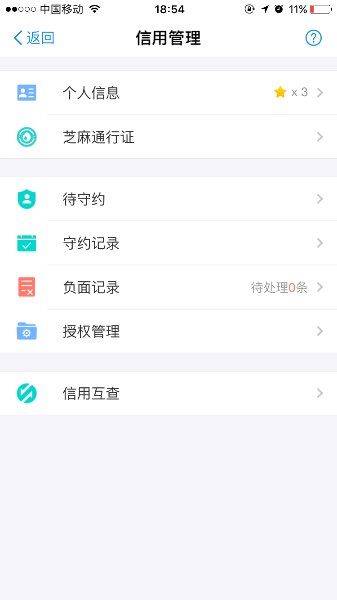 中国移动 18:54 11%
返回 信用管理 ?
个人信息 x 3
芝麻通行证
待守约
守约记录
负面记录 待处理0条
授权管理
信用互查